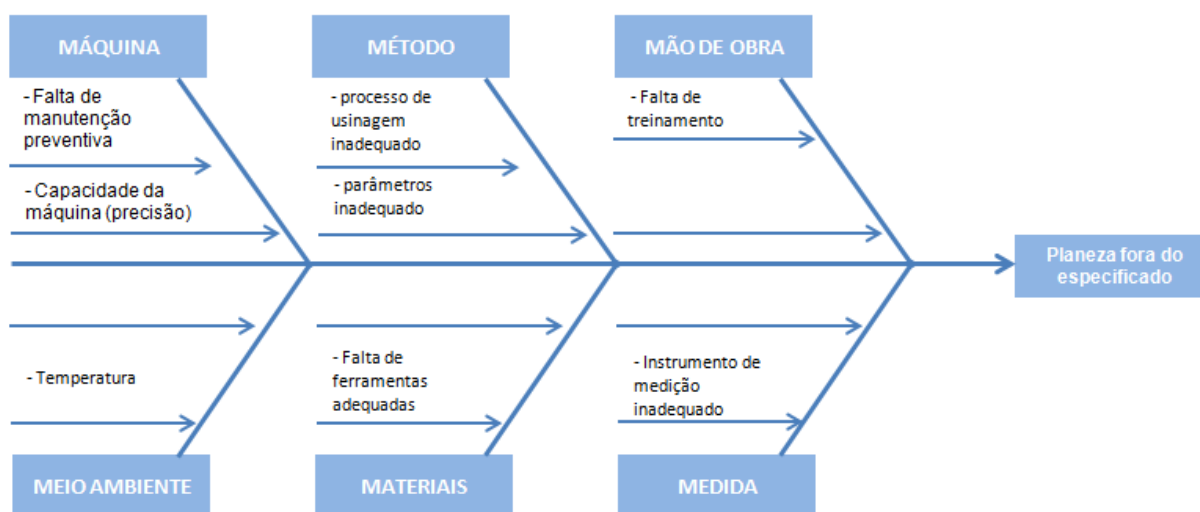 MÁQUINA
- Falta de
manutenção
preventiva
- Capacidade da
máquina (precisão)
MÉTODO
- processo de
usinagem
inadequado
- parâmetros
inadequado
MÃO DE OBRA
- Falta de
treinamento
Planeza fora do
especificado
- Temperatura
MEIO AMBIENTE
- Falta de
ferramentas
adequadas
MATERIAIS
- Instrumento de
medição
inadequado
MEDIDA